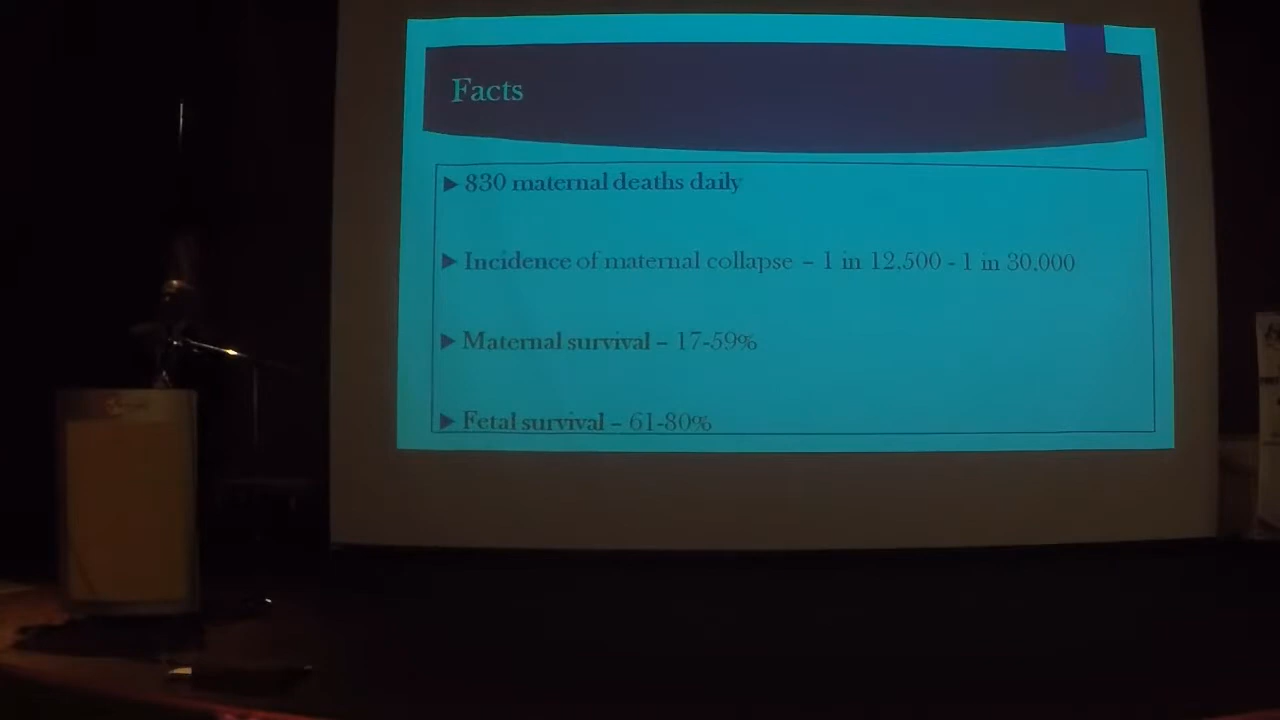 Facts
830 maternal deaths daily
Incidence of maternal collapse – 1 in 12.500 - 1 in 30.000
Maternal survival – 17-59%
Fetal survival – 61-80%